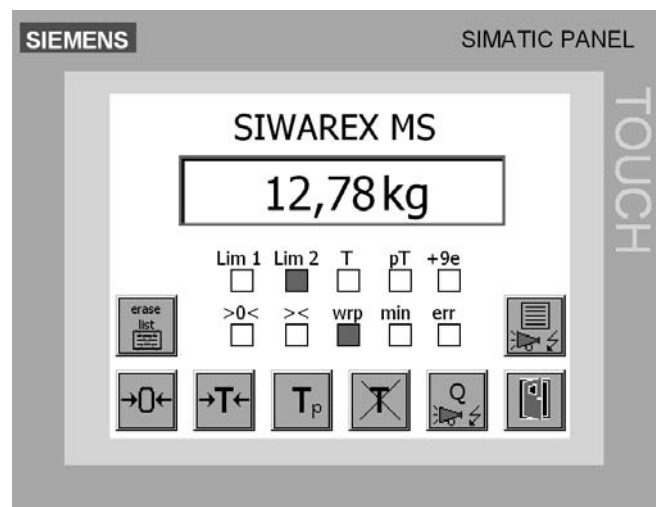 SIEMENS
SIMATIC PANEL
TOUCH
SIWAREX MS
12,78 kg
Lim 1 Lim 2 T pT +9e
>0< >< wrp min err
erase
list
→0← →T← Tp T Q